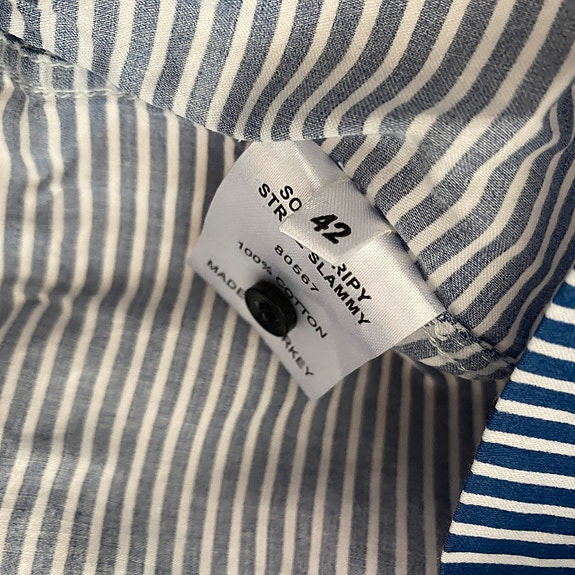 42
SO
STR RIPY
SLAMMY
80567
100% COTTON
MADE RKEY